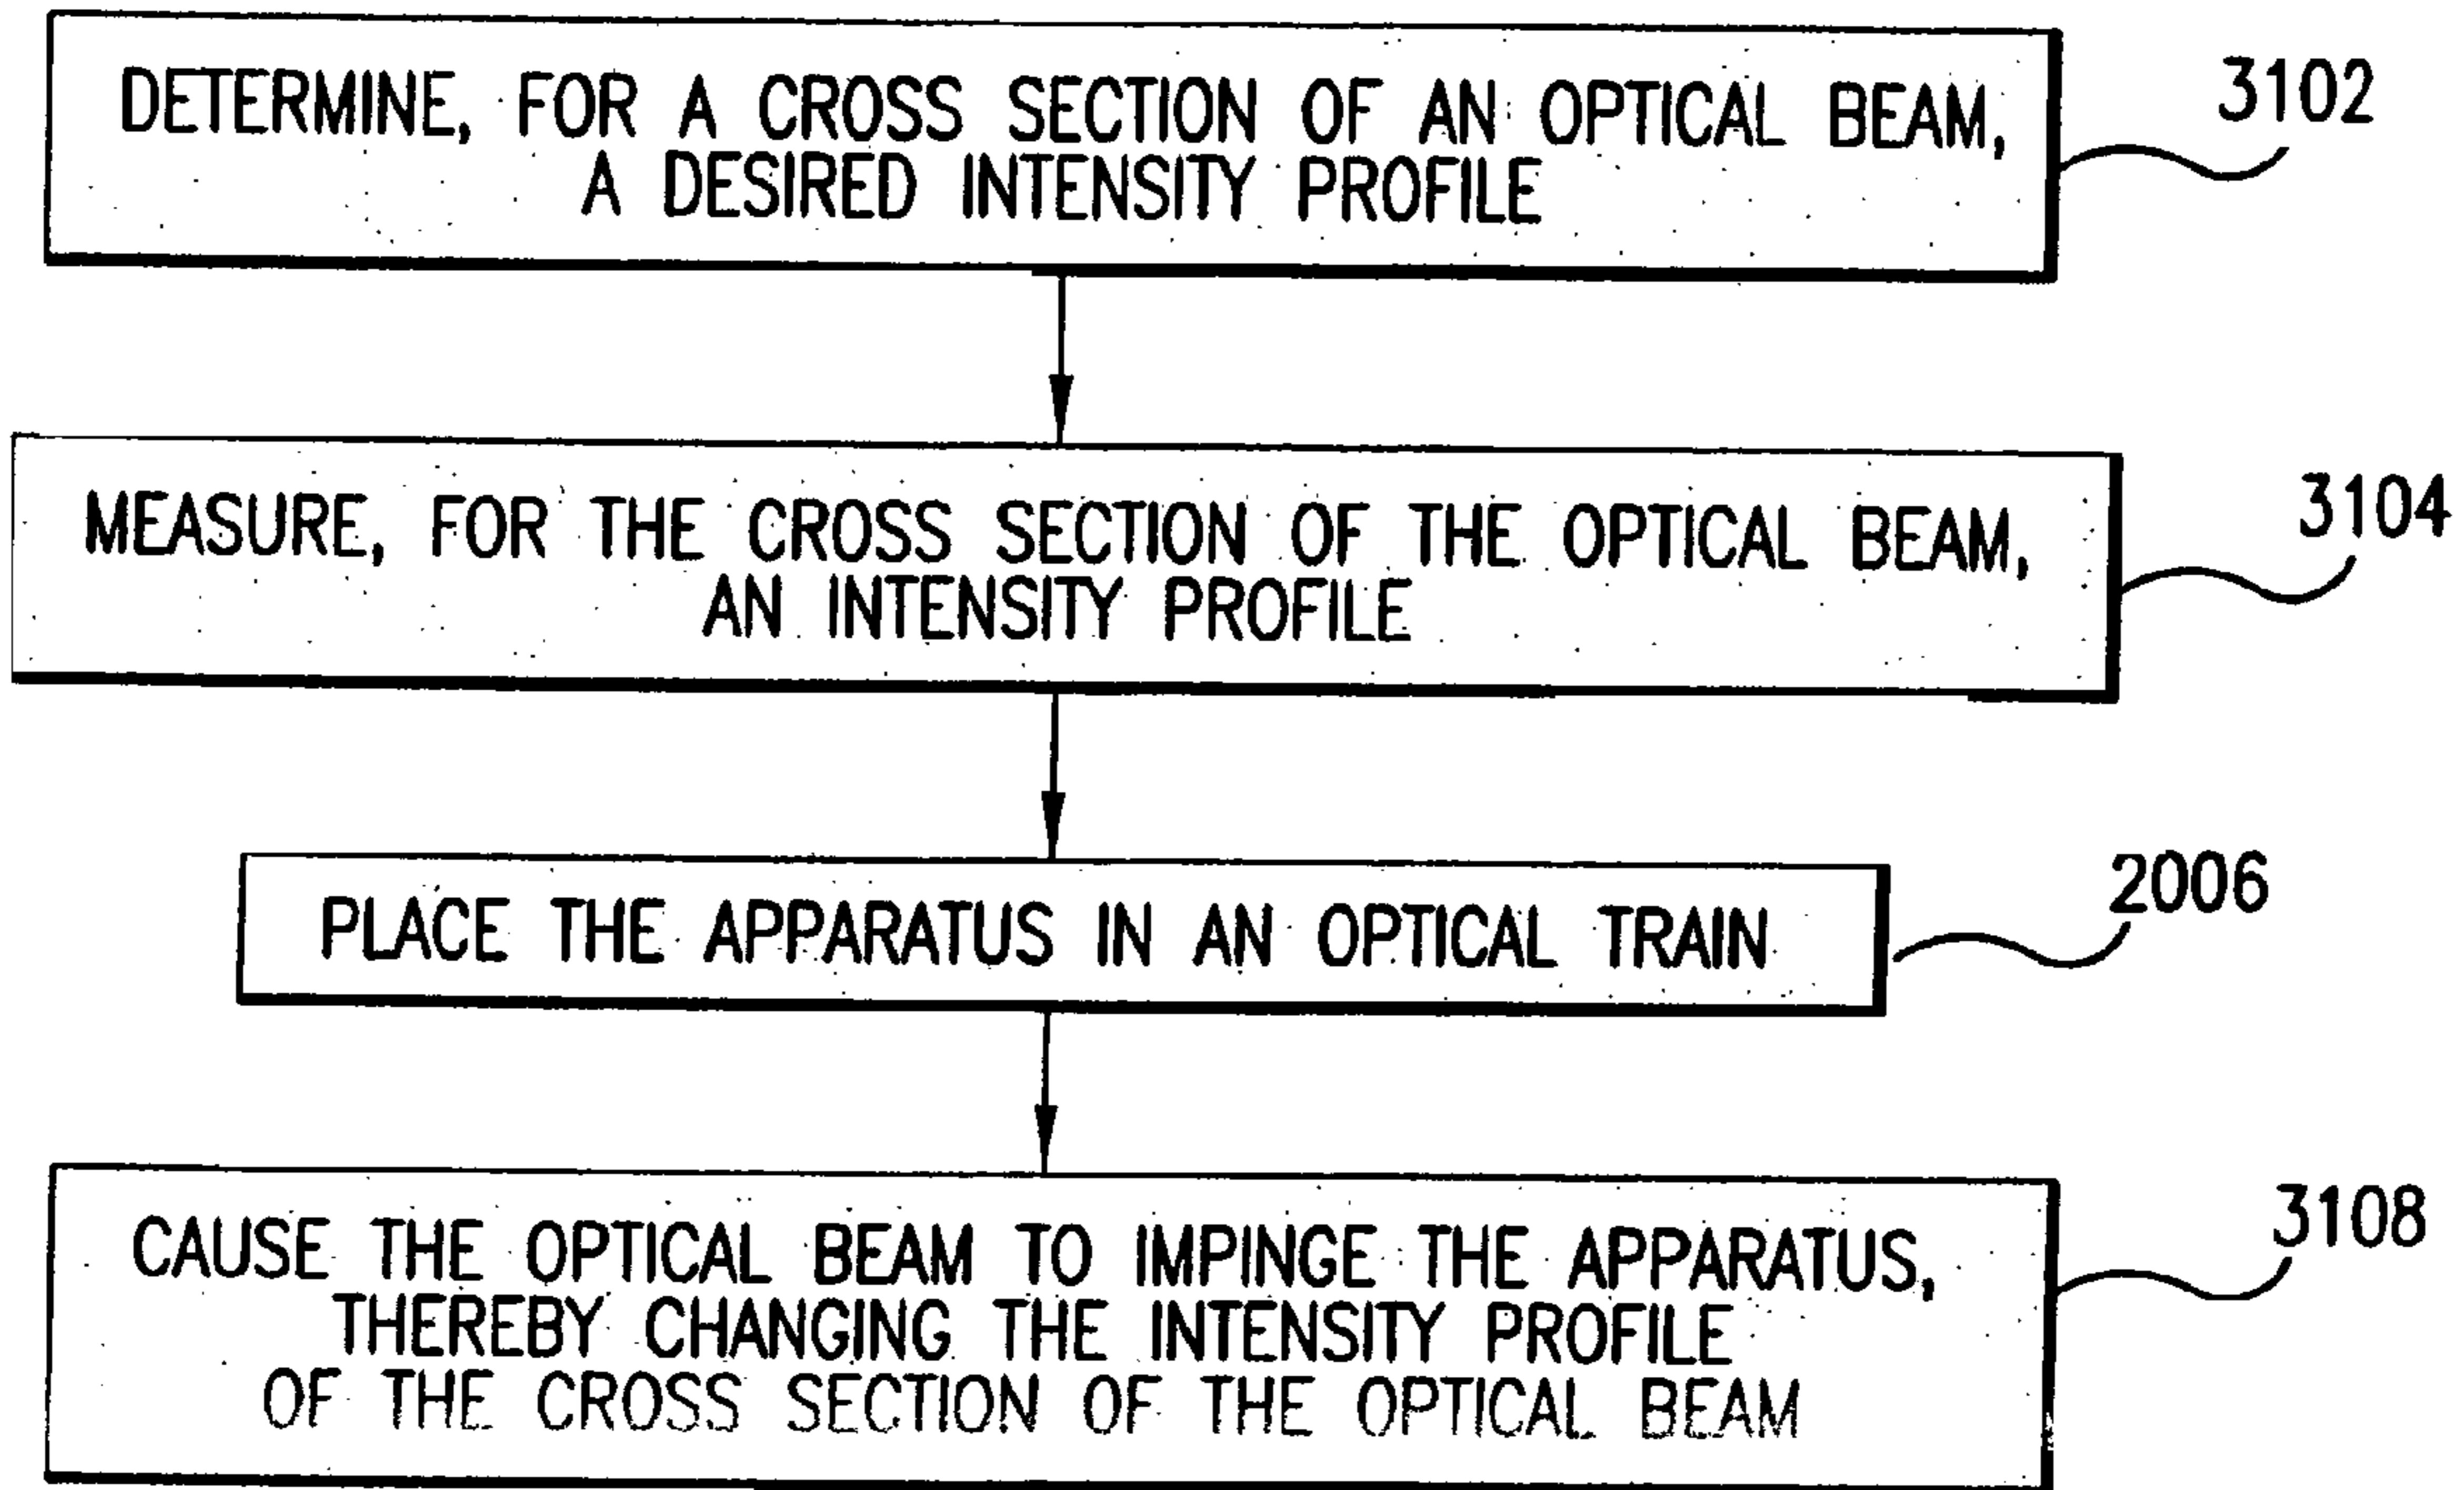 DETERMINE, FOR A CROSS SECTION OF AN OPTICAL BEAM,
A DESIRED INTENSITY PROFILE
3102
MEASURE, FOR THE CROSS SECTION OF THE OPTICAL BEAM,
AN INTENSITY PROFILE
3104
PLACE THE APPARATUS IN AN OPTICAL TRAIN
2006
CAUSE THE OPTICAL BEAM TO IMPINGE THE APPARATUS,
THEREBY CHANGING THE INTENSITY PROFILE
OF THE CROSS SECTION OF THE OPTICAL BEAM
3108